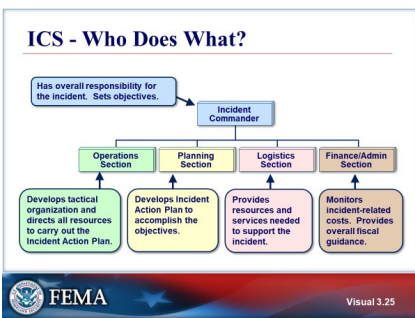 ICS - Who Does What?
Has overall responsibility for
the incident. Sets objectives.
Incident
Commander
Operations
Section
Planning
Section
Logistics
Section
Finance/Admin
Section
Develops tactical
organization and
directs all resources
to carry out the
Incident Action Plan.
Develops Incident
Action Plan to
accomplish the
objectives.
Provides
resources and
services needed
to support the
incident.
Monitors
incident-related
costs. Provides
overall fiscal
guidance.
FEMA
Visual 3.25